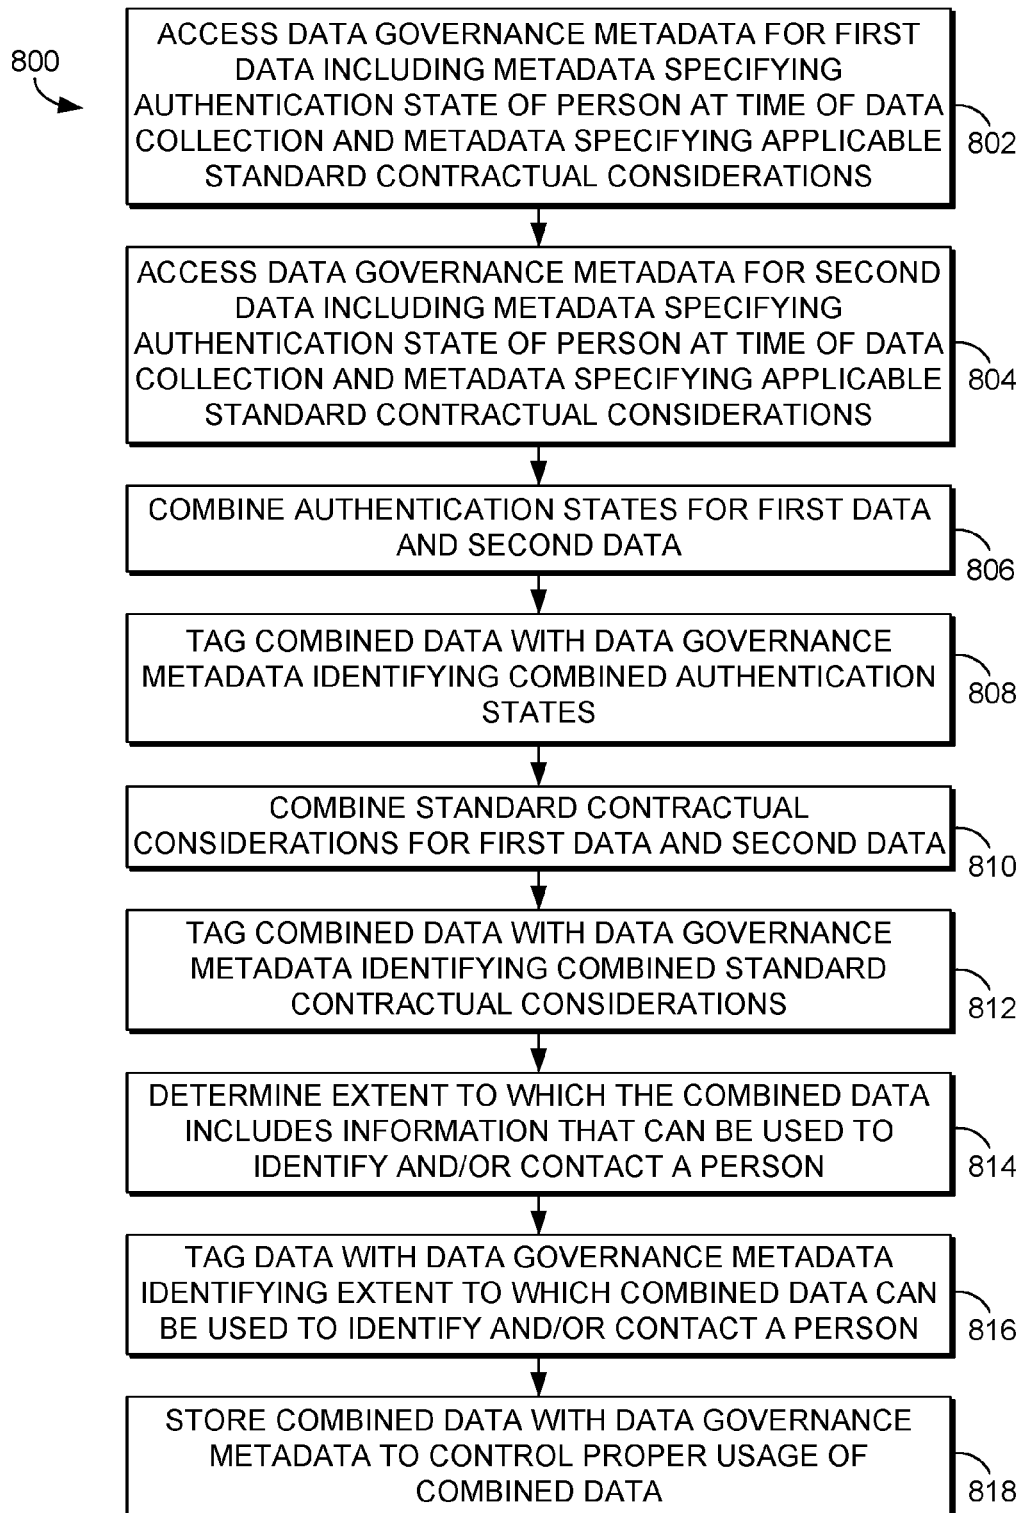 800
ACCESS DATA GOVERNANCE METADATA FOR FIRST
DATA INCLUDING METADATA SPECIFYING
AUTHENTICATION STATE OF PERSON AT TIME OF DATA
COLLECTION AND METADATA SPECIFYING APPLICABLE
STANDARD CONTRACTUAL CONSIDERATIONS
802
ACCESS DATA GOVERNANCE METADATA FOR SECOND
DATA INCLUDING METADATA SPECIFYING
AUTHENTICATION STATE OF PERSON AT TIME OF DATA
COLLECTION AND METADATA SPECIFYING APPLICABLE
STANDARD CONTRACTUAL CONSIDERATIONS
804
COMBINE AUTHENTICATION STATES FOR FIRST DATA
AND SECOND DATA
806
TAG COMBINED DATA WITH DATA GOVERNANCE
METADATA IDENTIFYING COMBINED AUTHENTICATION
STATES
808
COMBINE STANDARD CONTRACTUAL
CONSIDERATIONS FOR FIRST DATA AND SECOND DATA
810
TAG COMBINED DATA WITH DATA GOVERNANCE
METADATA IDENTIFYING COMBINED STANDARD
CONTRACTUAL CONSIDERATIONS
812
DETERMINE EXTENT TO WHICH THE COMBINED DATA
INCLUDES INFORMATION THAT CAN BE USED TO
IDENTIFY AND/OR CONTACT A PERSON
814
TAG DATA WITH DATA GOVERNANCE METADATA
IDENTIFYING EXTENT TO WHICH COMBINED DATA CAN
BE USED TO IDENTIFY AND/OR CONTACT A PERSON
816
STORE COMBINED DATA WITH DATA GOVERNANCE
METADATA TO CONTROL PROPER USAGE OF
COMBINED DATA
818